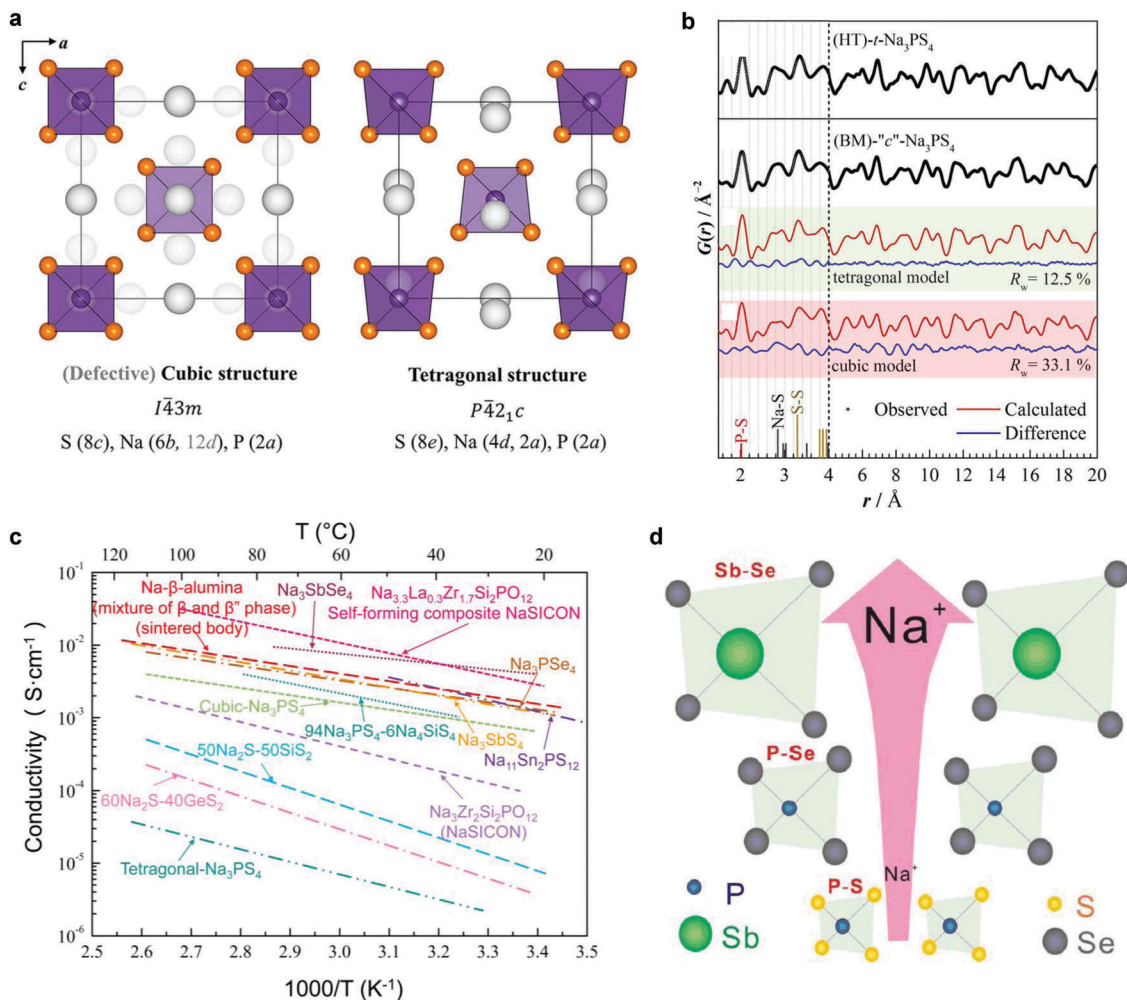 a
a
c
(Defective) Cubic structure
I4̅3m
S (8c), Na (6b, 12d), P (2a)
Tetragonal structure
P4̅2₁c
S (8e), Na (4d, 2a), P (2a)
b
G(r) / Å⁻²
(HT)-t-Na₃PS₄
(BM)-"c"-Na₃PS₄
tetragonal model R_w = 12.5 %
cubic model R_w = 33.1 %
P-S
Na-S
S-S
Observed
Calculated
Difference
2 3 4 6 8 10 12 14 16 18 20
r / Å
c
T (°C)
120 100 80 60 40 20
Conductivity ( S·cm⁻¹)
10⁻¹
10⁻²
10⁻³
10⁻⁴
10⁻⁵
10⁻⁶
Na-β-alumina
(mixture of β and β" phase)
(sintered body)
Na₃SbSe₄
Na₃.₃La₀.₃Zr₁.₇Si₂PO₁₂
Self-forming composite NaSICON
Na₃PSe₄
Cubic-Na₃PS₄
94Na₃PS₄-6Na₄SiS₄
Na₃SbS₄
Na₁₁Sn₂PS₁₂
50Na₂S-50SiS₂
60Na₂S-40GeS₂
Na₃Zr₂Si₂PO₁₂
(NaSICON)
Tetragonal-Na₃PS₄
2.5 2.6 2.7 2.8 2.9 3.0 3.1 3.2 3.3 3.4 3.5
1000/T (K⁻¹)
d
Sb-Se
Na⁺
P-Se
Na⁺
P-S
P
Sb
S
Se